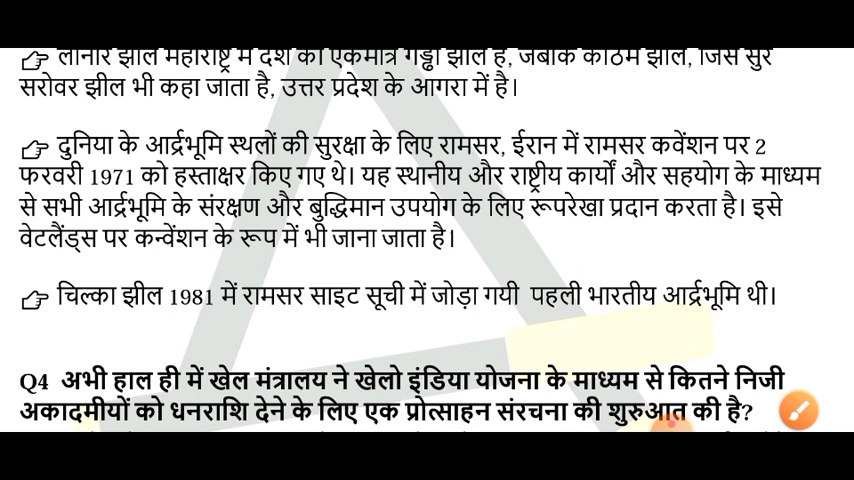 👉 लोनार झील महाराष्ट्र में देश की एकमात्र गड्ढा झील है, जबकि कीठम झील, जिसे सुर
सरोवर झील भी कहा जाता है, उत्तर प्रदेश के आगरा में है।
👉 दुनिया के आर्द्रभूमि स्थलों की सुरक्षा के लिए रामसर, ईरान में रामसर कवेंशन पर 2
फरवरी 1971 को हस्ताक्षर किए गए थे। यह स्थानीय और राष्ट्रीय कार्यों और सहयोग के माध्यम
से सभी आर्द्रभूमि के संरक्षण और बुद्धिमान उपयोग के लिए रूपरेखा प्रदान करता है। इसे
वेटलैंड्स पर कन्वेंशन के रूप में भी जाना जाता है।
👉 चिल्का झील 1981 में रामसर साइट सूची में जोड़ा गयी पहली भारतीय आर्द्रभूमि थी।
Q4 अभी हाल ही में खेल मंत्रालय ने खेलो इंडिया योजना के माध्यम से कितने निजी
अकादमीयों को धनराशि देने के लिए एक प्रोत्साहन संरचना की शुरुआत की है?